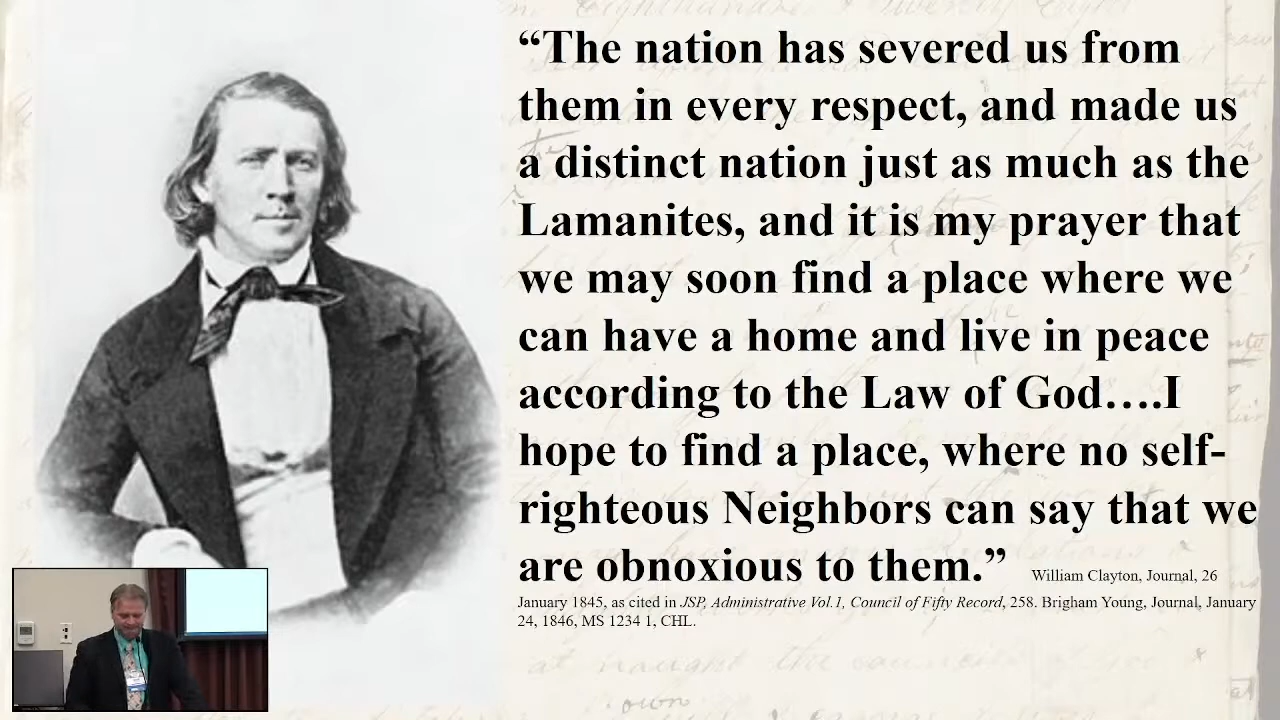 “The nation has severed us from
them in every respect, and made us
a distinct nation just as much as the
Lamanites, and it is my prayer that
we may soon find a place where we
can have a home and live in peace
according to the Law of God….I
hope to find a place, where no self-
righteous Neighbors can say that we
are obnoxious to them.” William Clayton, Journal, 26
January 1845, as cited in JSP, Administrative Vol 1, Council of Fifty Record, 258. Brigham Young, Journal, January
24, 1846, MS 1234 1, CHL.
own